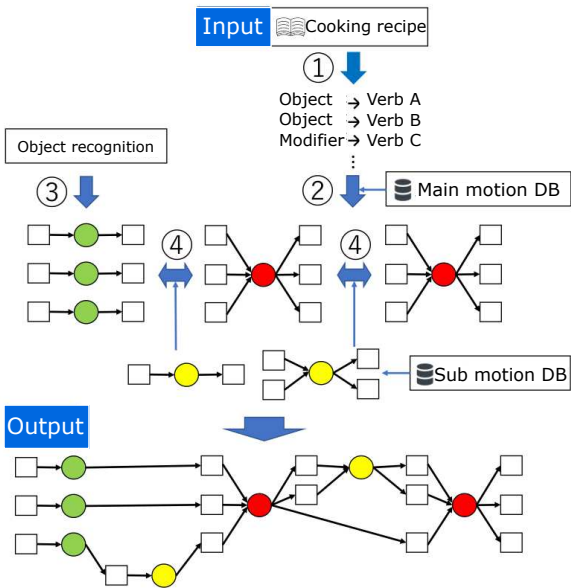 Input
Cooking recipe
①
Object → Verb A
Object → Verb B
Modifier → Verb C
⋮
Object recognition
③
②
Main motion DB
④
④
Sub motion DB
Output